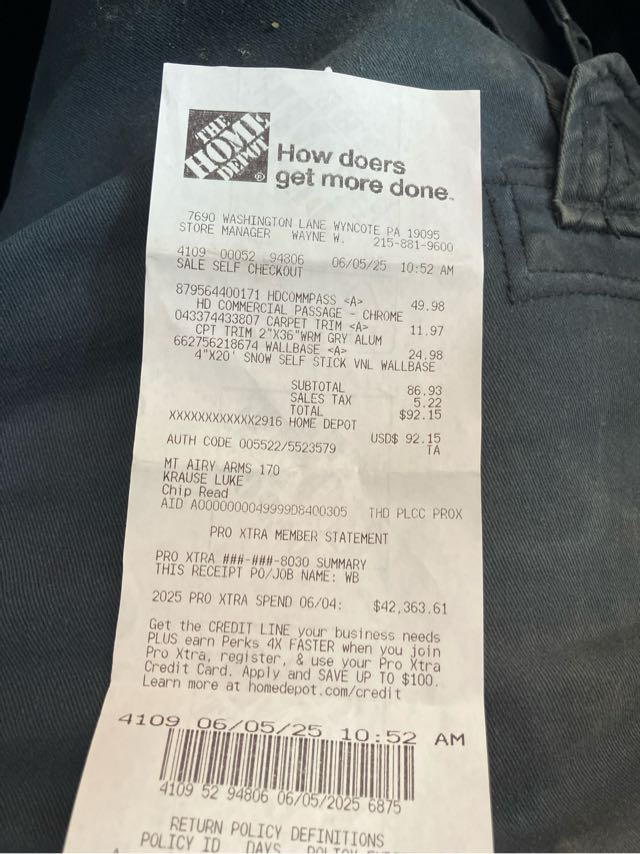 THE
HOME
DEPOT
How doers
get more done.
7690 WASHINGTON LANE WYNCOTE PA 19095
STORE MANAGER WAYNE W. 215-881-9600
4109 00052 94806 06/05/25 10:52 AM
SALE SELF CHECKOUT
879564400171 HDCOMMPASS <A> 49.98
HD COMMERCIAL PASSAGE - CHROME
043374433807 CARPET TRIM <A> 11.97
CPT TRIM 2"X36"WRM GRY ALUM
662756218674 WALLBASE <A> 24.98
4"X20' SNOW SELF STICK VNL WALLBASE
SUBTOTAL 86.93
SALES TAX 5.22
TOTAL $92.15
XXXXXXXXXXXX2916 HOME DEPOT
USD$ 92.15
AUTH CODE 005522/5523579 TA
MT AIRY ARMS 170
KRAUSE LUKE
Chip Read
AID A0000000049999D8400305 THD PLCC PROX
PRO XTRA MEMBER STATEMENT
PRO XTRA ###-###-8030 SUMMARY
THIS RECEIPT PO/JOB NAME: WB
2025 PRO XTRA SPEND 06/04: $42,363.61
Get the CREDIT LINE your business needs
PLUS earn Perks 4X FASTER when you join
Pro Xtra, register, & use your Pro Xtra
Credit Card. Apply and SAVE UP TO $100.
Learn more at homedepot.com/credit
4109 06/05/25 10:52 AM
4109 52 94806 06/05/2025 6875
RETURN POLICY DEFINITIONS
POLICY ID DAYS